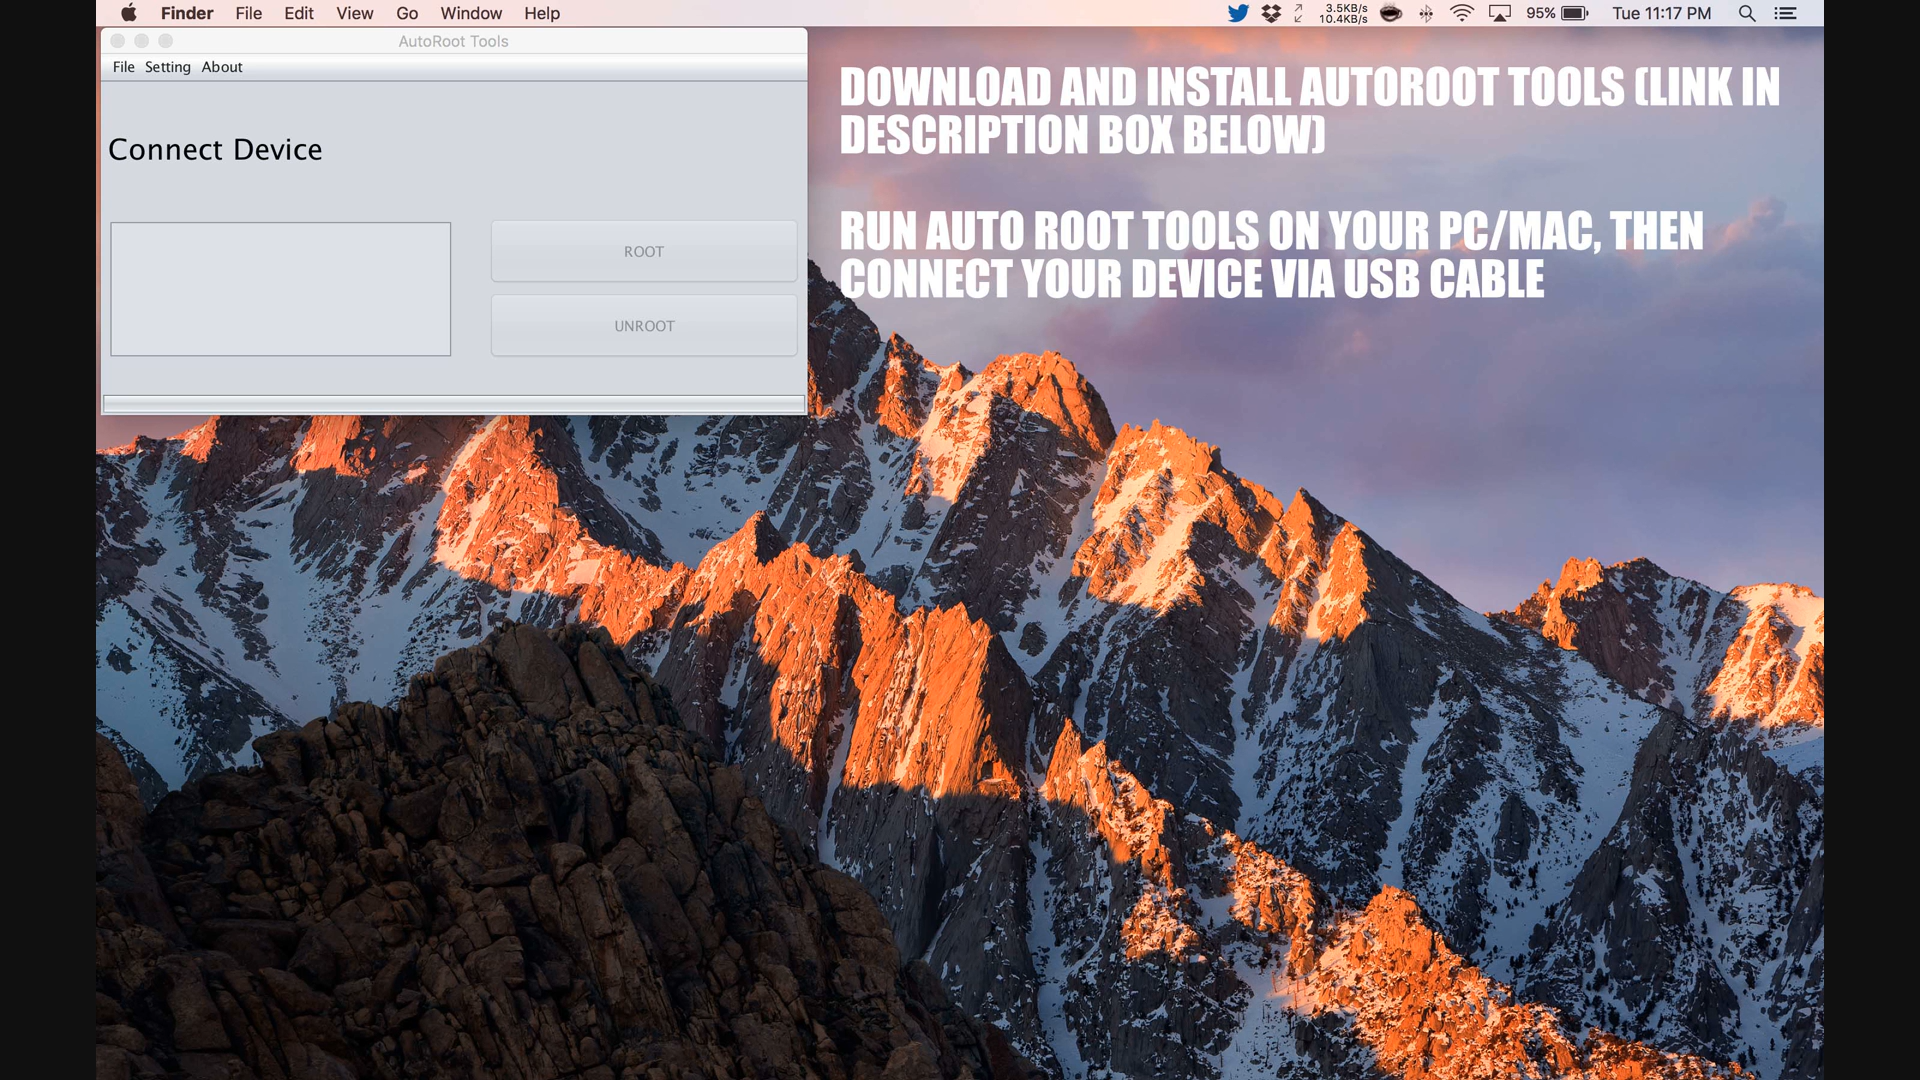 Finder File Edit View Go Window Help 3.5KB/s 95% Tue 11:17 PM
10.4KB/s
AutoRoot Tools
File Setting About
Connect Device
ROOT
UNROOT
DOWNLOAD AND INSTALL AUTOROOT TOOLS (LINK IN
DESCRIPTION BOX BELOW)
RUN AUTO ROOT TOOLS ON YOUR PC/MAC, THEN
CONNECT YOUR DEVICE VIA USB CABLE